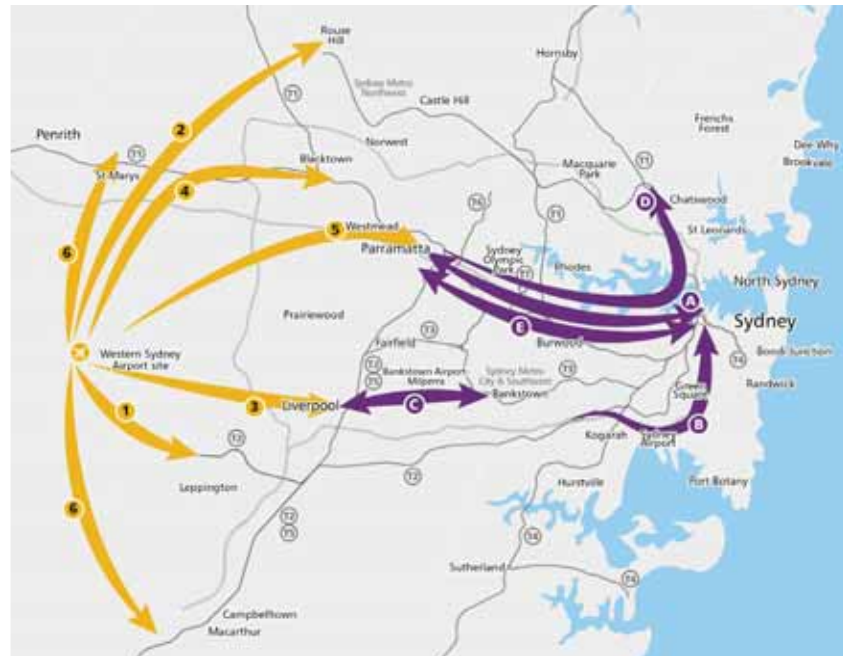 Rouse
Hill
Hornsby
Sydney Metro
Northwest
T1
Castle Hill
Frenchs
Forest
2
Penrith
Norwest
Dee Why
Brookvale
T1
St Marys
Blacktown
Macquarie
Park
T1
4
D
Chatswood
T6
6
5
Westmead
T1
St Leonards
Parramatta
Sydney
Olympic
Park
Rhodes
T7
North Sydney
A
Sydney
Prairiewood
E
Burwood
T3
Fairfield
Western Sydney
Airport site
T2
T5
Bankstown Airport
Milperra
Sydney Metro
City & Southwest
T3
T4
Bondi Junction
Randwick
Green
Square
1
3
Liverpool
C
Bankstown
B
Kogarah
Sydney
Airport
T2
T2
Leppington
Hurstville
Port Botany
6
T2
T5
T4
Sutherland
T4
Campbelltown
Macarthur